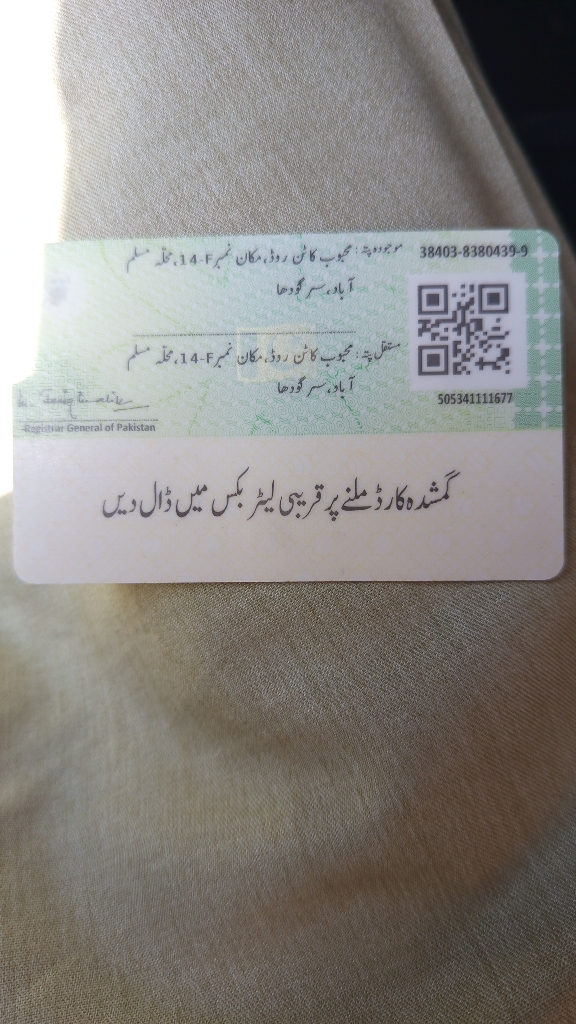 38403-8380439-9
موجودہ پتہ: محبوب کاٹن روڈ، مکان نمبر 14-F، محلّہ مسلم
آباد، سرگودھا
مستقل پتہ: محبوب کاٹن روڈ، مکان نمبر 14-F، محلّہ مسلم
آباد، سرگودھا
505341111677
Registrar General of Pakistan
گمشدہ کارڈ ملنے پر قریبی لیٹر بکس میں ڈال دیں